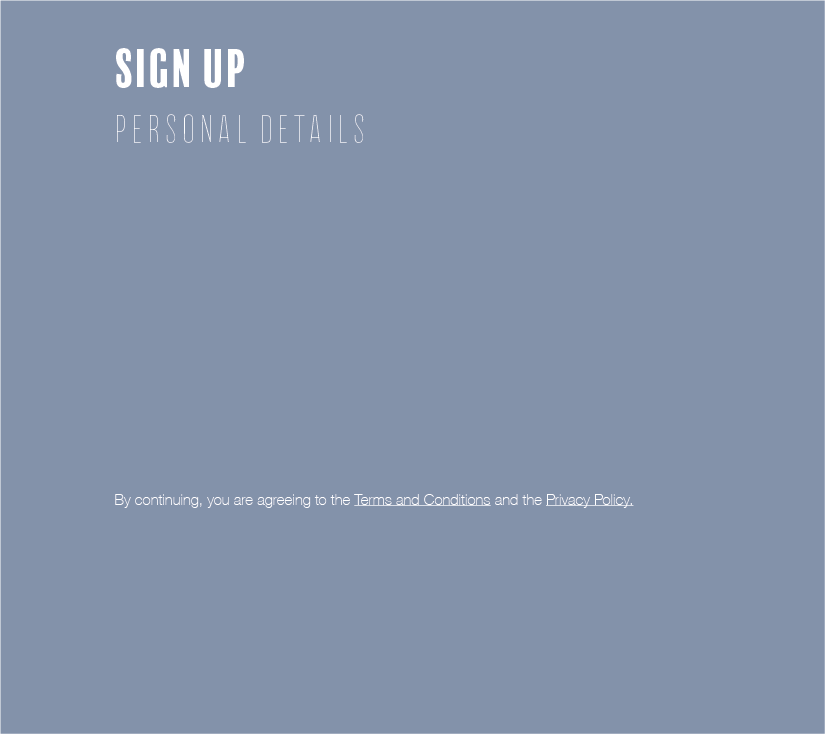 SIGN UP
PERSONAL DETAILS
By continuing, you are agreeing to the Terms and Conditions and the Privacy Policy.